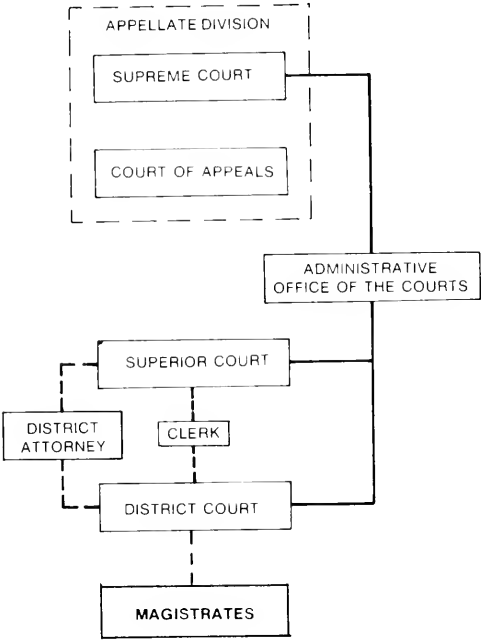 APPELLATE DIVISION
SUPREME COURT
COURT OF APPEALS
ADMINISTRATIVE
OFFICE OF THE COURTS
SUPERIOR COURT
DISTRICT
ATTORNEY
CLERK
DISTRICT COURT
MAGISTRATES